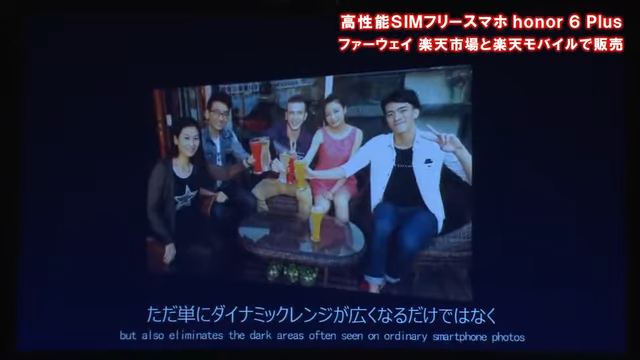 高性能SIMフリースマホ honor 6 Plus
ファーウェイ 楽天市場と楽天モバイルで販売
ただ単にダイナミックレンジが広くなるだけではなく
but also eliminates the dark areas often seen on ordinary smartphone photos